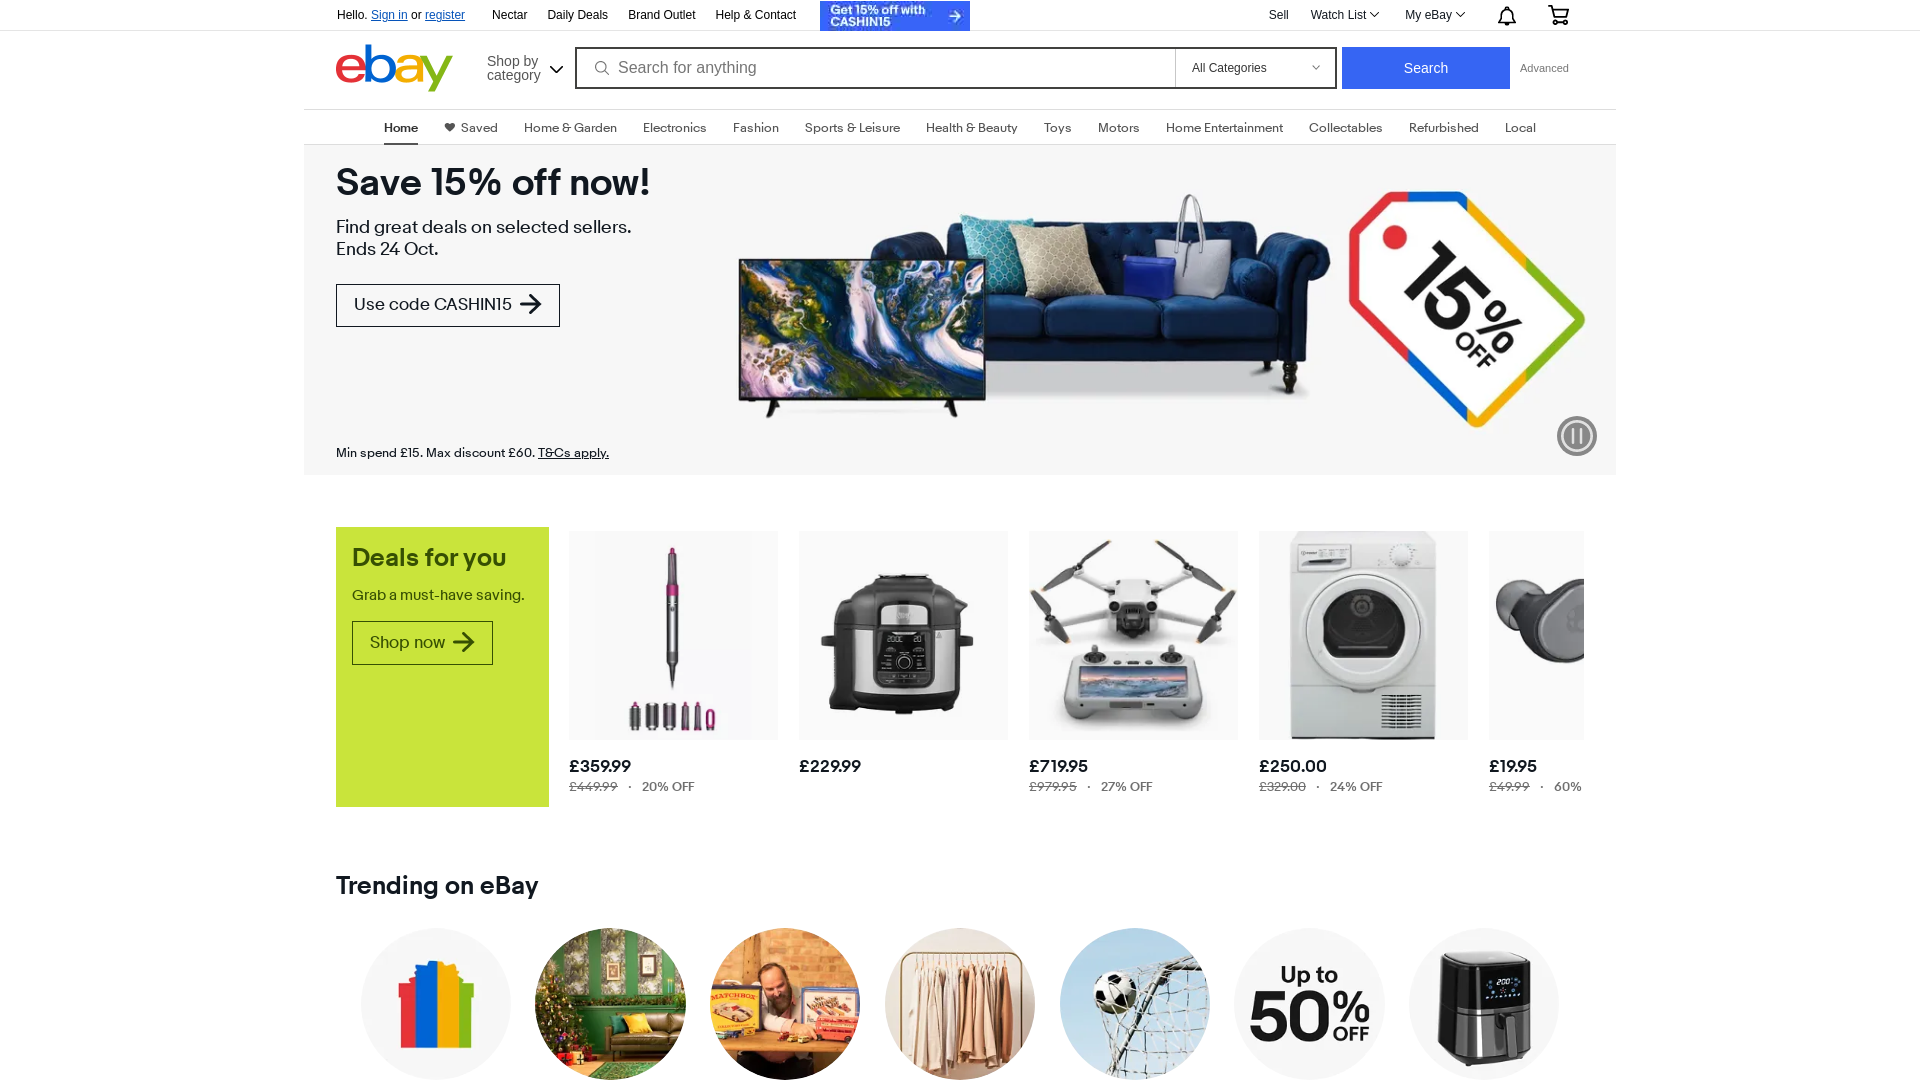 Hello. Sign in or register
Nectar
Daily Deals
Brand Outlet
Help & Contact
Get 15% off with
CASHIN15
Sell
Watch List
My eBay
ebay
Shop by
category
Search for anything
All Categories
Search
Advanced
Home
Saved
Home & Garden
Electronics
Fashion
Sports & Leisure
Health & Beauty
Toys
Motors
Home Entertainment
Collectables
Refurbished
Local
Save 15% off now!
Find great deals on selected sellers.
Ends 24 Oct.
Use code CASHIN15
Min spend £15. Max discount £60. T&Cs apply.
15%
OFF
Deals for you
Grab a must-have saving.
Shop now
£359.99
£449.99 · 20% OFF
£229.99
£719.95
£979.95 · 27% OFF
£250.00
£329.00 · 24% OFF
£19.95
£49.99 · 60%
Trending on eBay
MATCHBOX
Up to
50%
OFF
200